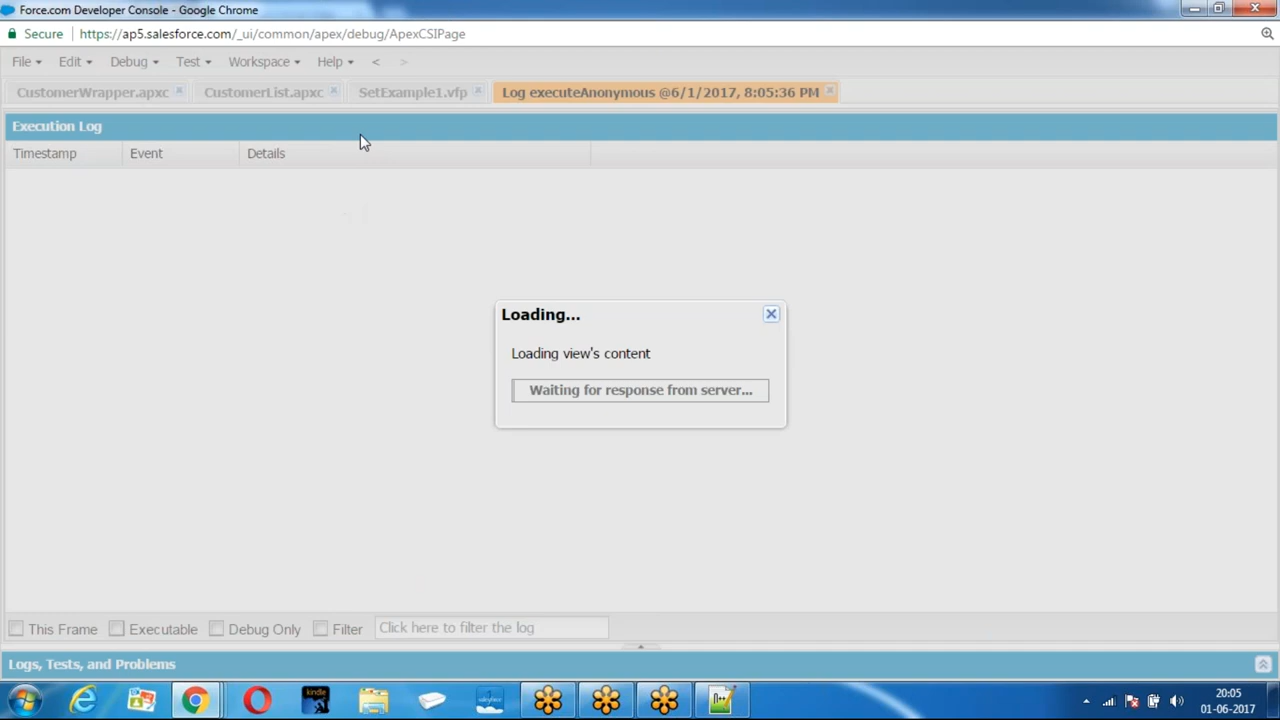 Force.com Developer Console - Google Chrome
Secure https://ap5.salesforce.com/_ui/common/apex/debug/ApexCSIPage
File Edit Debug Test Workspace Help < >
CustomerWrapper.apxc CustomerList.apxc SetExample1.vfp Log executeAnonymous @6/1/2017, 8:05:36 PM
Execution Log
Timestamp Event Details
Loading...
Loading view's content
Waiting for response from server...
This Frame Executable Debug Only Filter Click here to filter the log
Logs, Tests, and Problems
kindle
20:05
01-06-2017